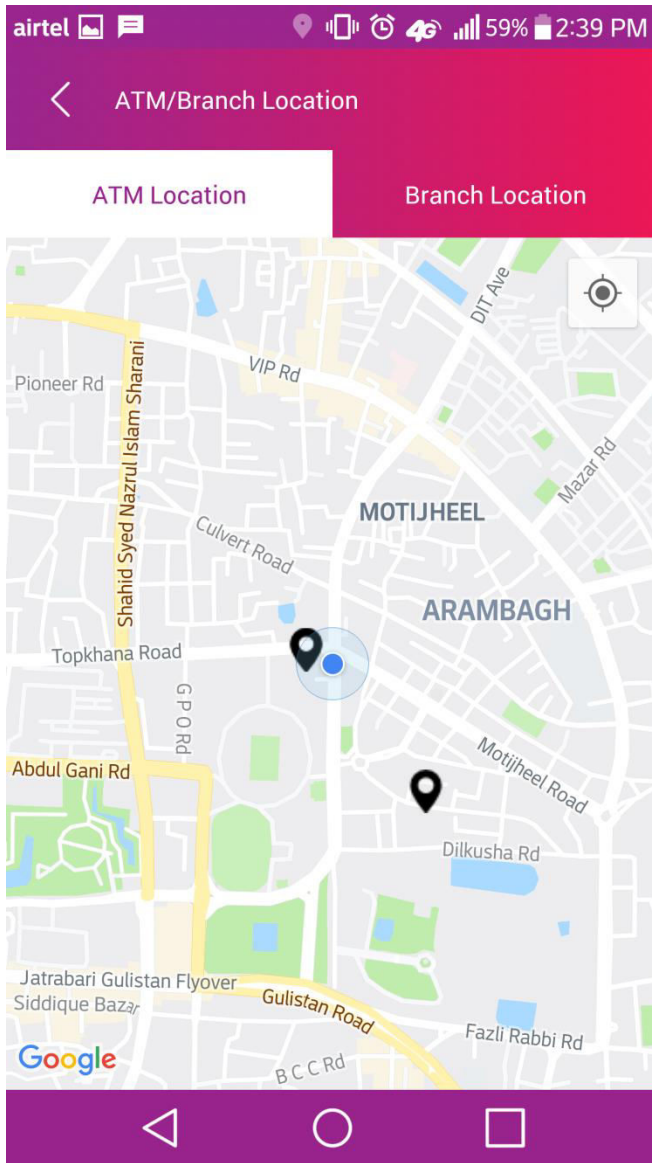 airtel 4G 59% 2:39 PM
ATM/Branch Location
ATM Location Branch Location
DIT Ave
VIP Rd
Pioneer Rd
Shahid Syed Nazrul Islam Sharani
Mazar Rd
MOTIJHEEL
Culvert Road
ARAMBAGH
Topkhana Road
G P O Rd
Motijheel Road
Abdul Gani Rd
Dilkusha Rd
Jatrabari Gulistan Flyover
Siddique Bazar
Gulistan Road
Fazli Rabbi Rd
Google
B C C Rd